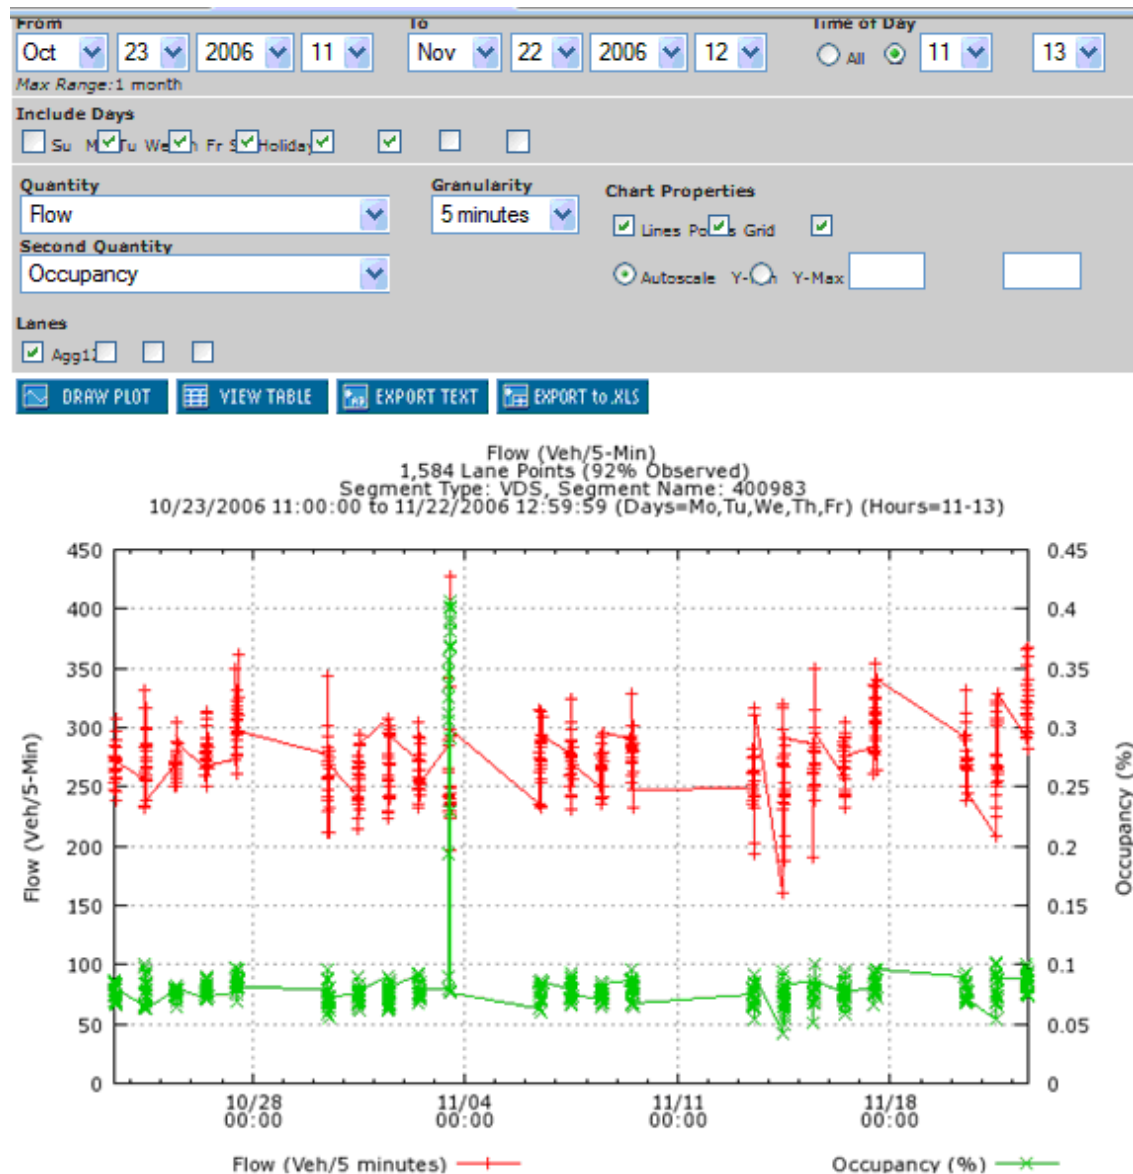 From To Time of Day
Oct 23 2006 11 Nov 22 2006 12 All 11 13
Max Range:1 month
Include Days
Su M Tu We Fr S Holiday
Quantity Granularity Chart Properties
Flow 5 minutes Lines Po s Grid
Second Quantity
Occupancy Autoscale Y- n Y-Max
Lanes
Agg1
DRAW PLOT VIEW TABLE EXPORT TEXT EXPORT to .XLS
Flow (Veh/5-Min)
1,584 Lane Points (92% Observed)
Segment Type: VDS, Segment Name: 400983
10/23/2006 11:00:00 to 11/22/2006 12:59:59 (Days=Mo,Tu,We,Th,Fr) (Hours=11-13)
450 0.45
400 0.4
350 0.35
300 0.3
250 0.25
200 0.2
150 0.15
100 0.1
50 0.05
0 0
Flow (Veh/5-Min)
Occupancy (%)
10/28 11/04 11/11 11/18
00:00 00:00 00:00 00:00
Flow (Veh/5 minutes) Occupancy (%)